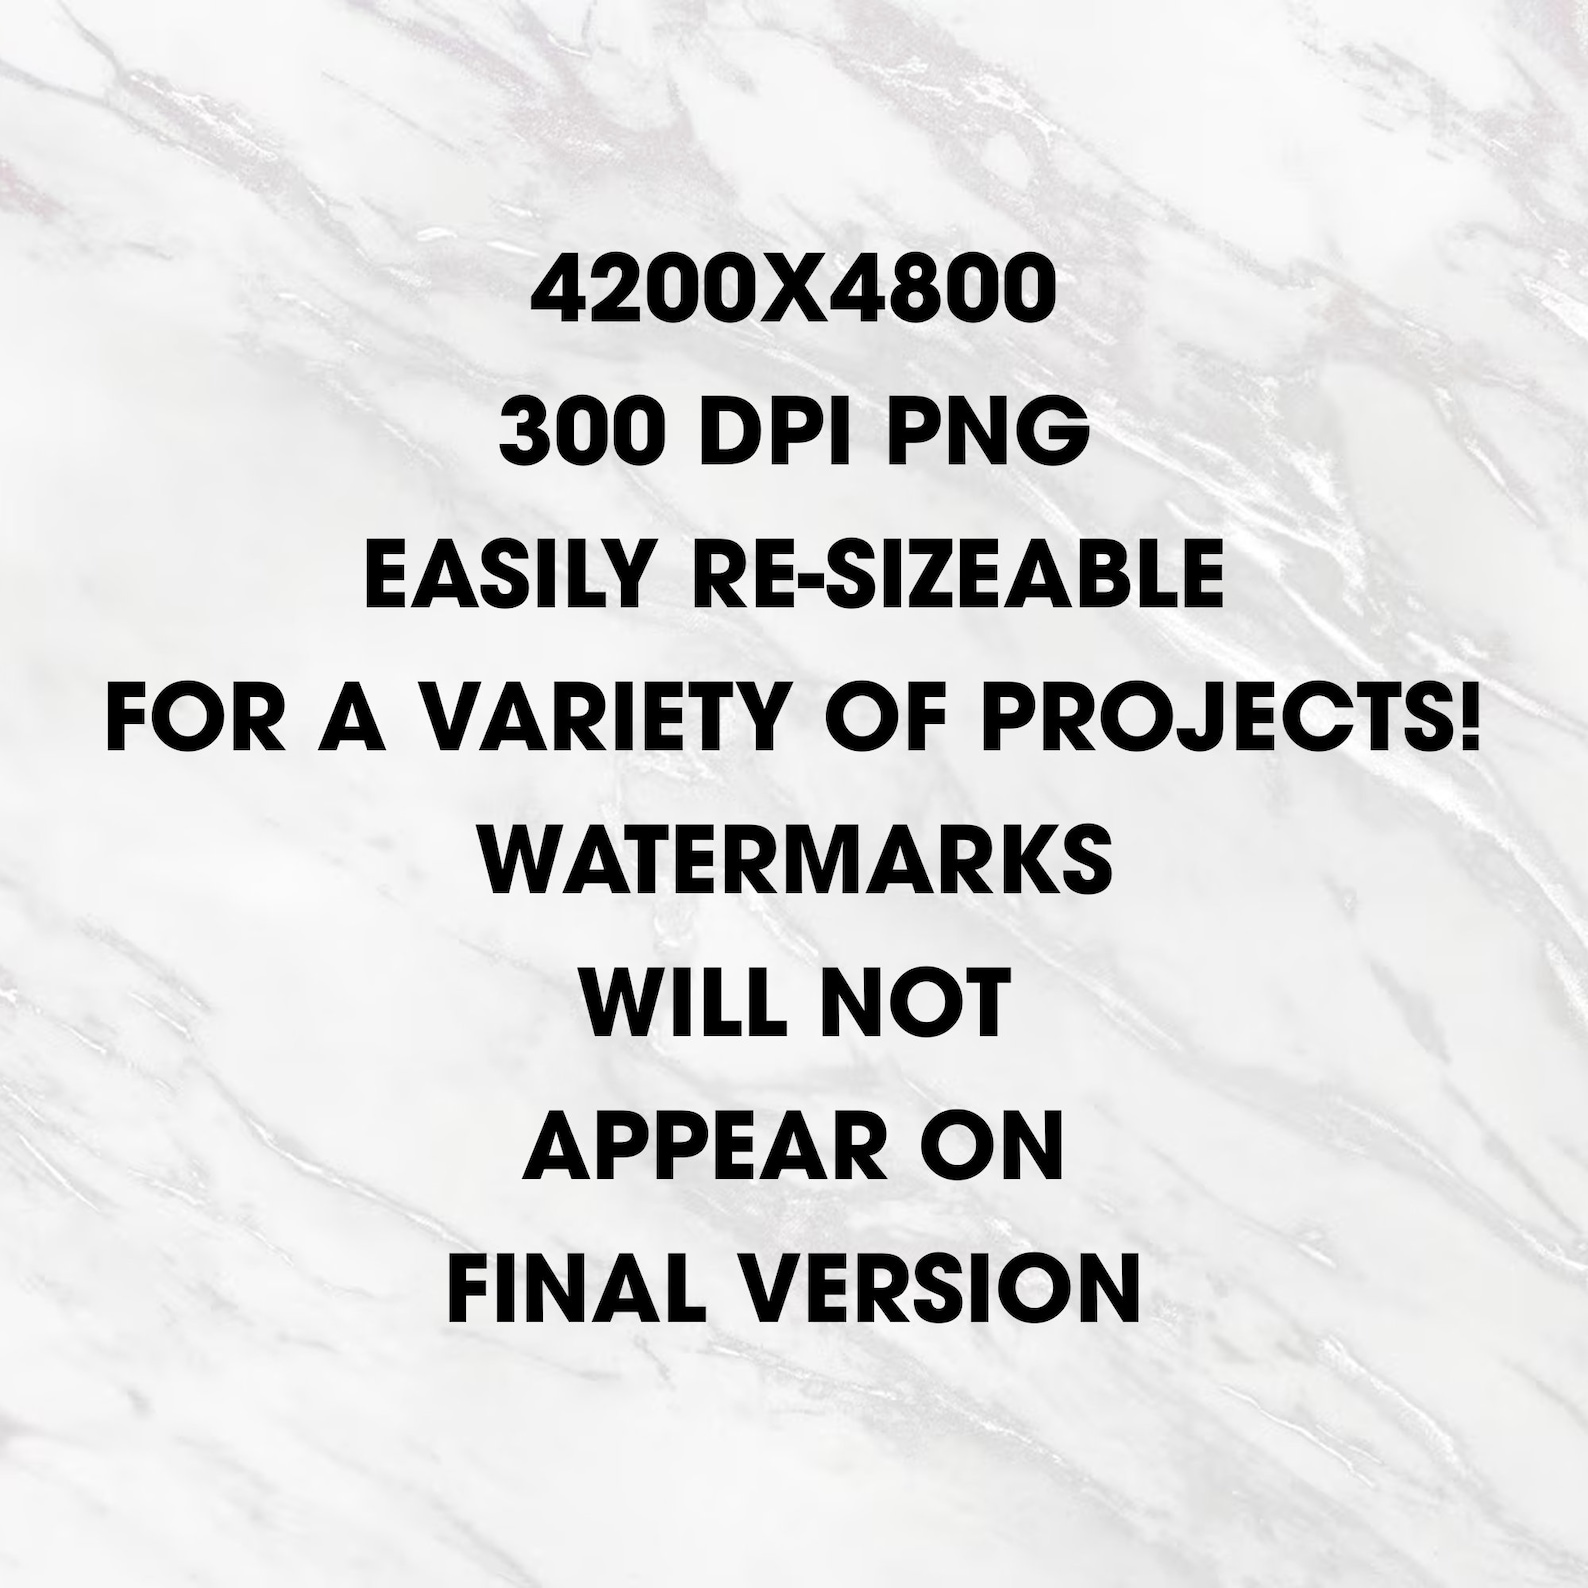 4200X4800
300 DPI PNG
EASILY RE-SIZEABLE
FOR A VARIETY OF PROJECTS!
WATERMARKS
WILL NOT
APPEAR ON
FINAL VERSION